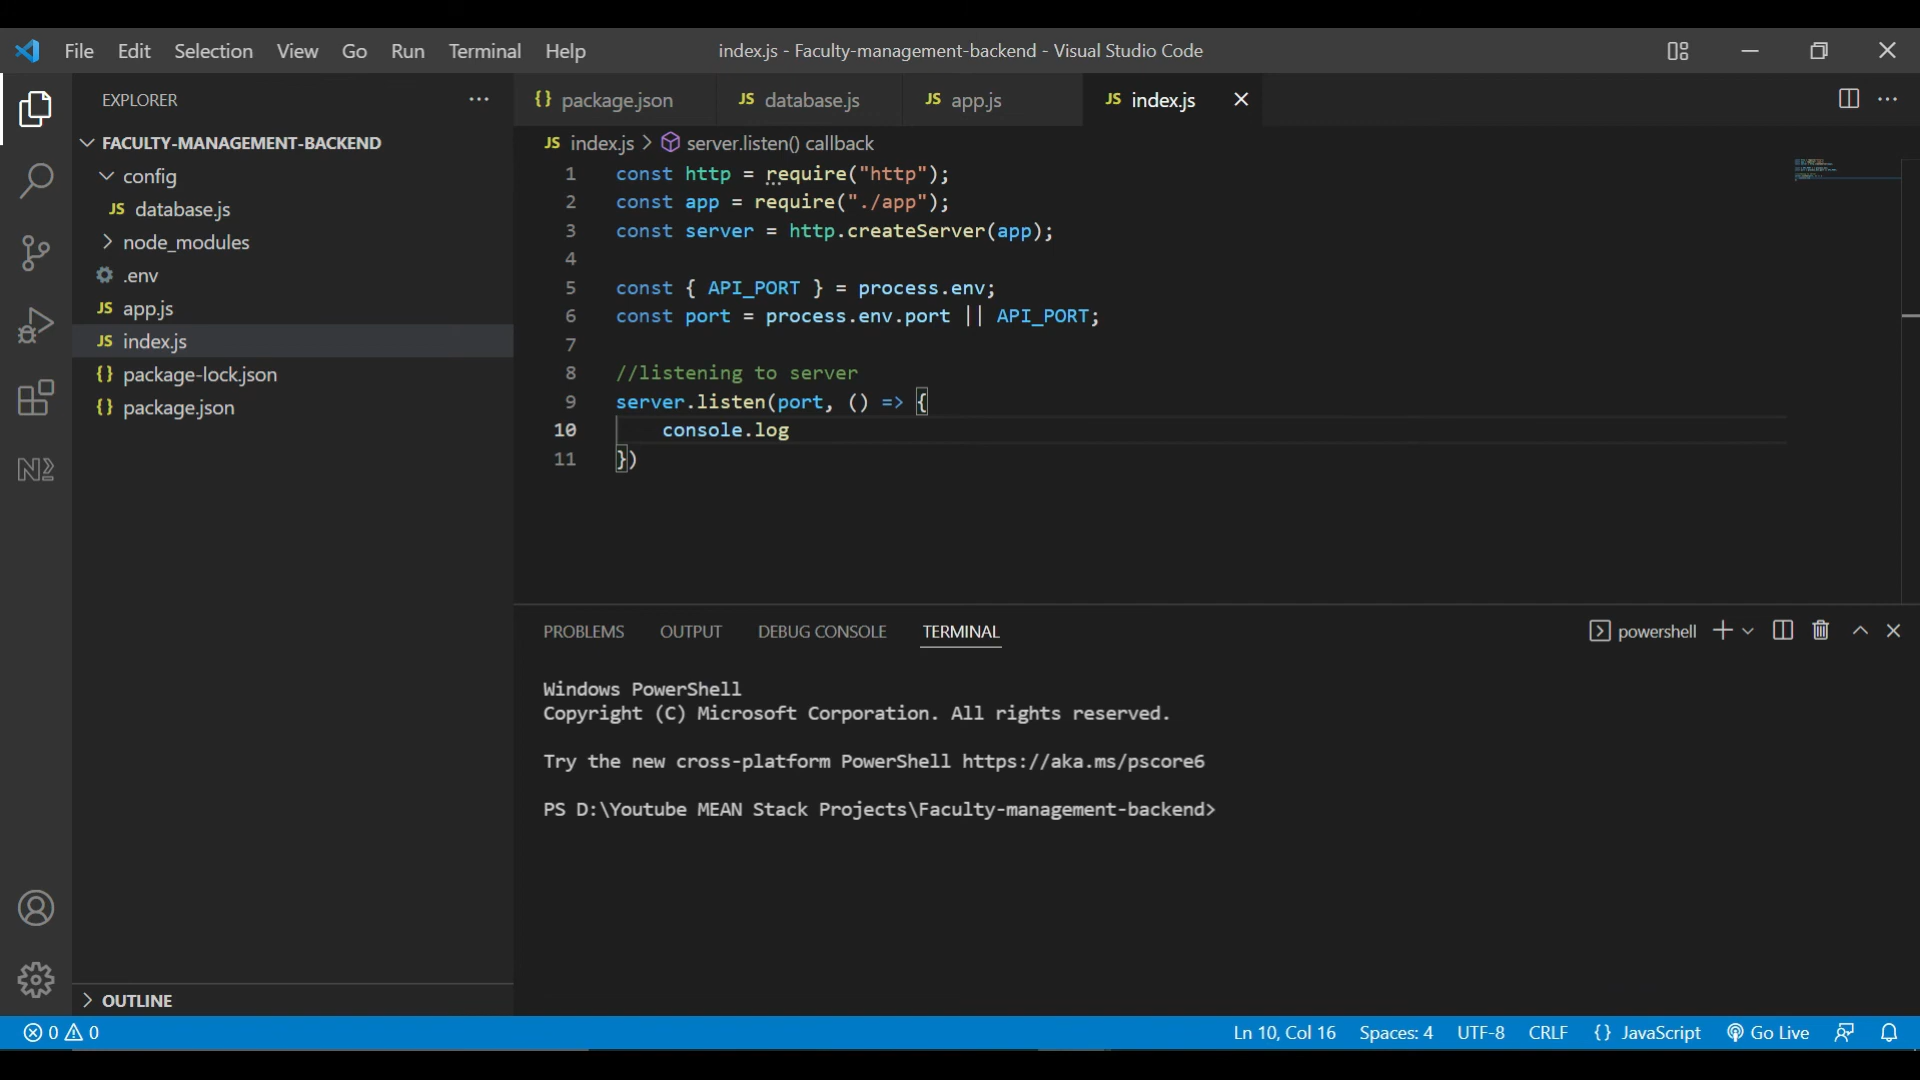 File Edit Selection View Go Run Terminal Help index.js - Faculty-management-backend - Visual Studio Code
EXPLORER
FACULTY-MANAGEMENT-BACKEND
config
JS database.js
node_modules
.env
JS app.js
JS index.js
{} package-lock.json
{} package.json
OUTLINE
{} package.json JS database.js JS app.js JS index.js
JS index.js > server.listen() callback
1 const http = require("http");
2 const app = require("./app");
3 const server = http.createServer(app);
4
5 const { API_PORT } = process.env;
6 const port = process.env.port || API_PORT;
7
8 //listening to server
9 server.listen(port, () => {
10 console.log
11 })
PROBLEMS OUTPUT DEBUG CONSOLE TERMINAL powershell
Windows PowerShell
Copyright (C) Microsoft Corporation. All rights reserved.
Try the new cross-platform PowerShell https://aka.ms/pscore6
PS D:\Youtube MEAN Stack Projects\Faculty-management-backend>
0 0 Ln 10, Col 16 Spaces: 4 UTF-8 CRLF {} JavaScript Go Live